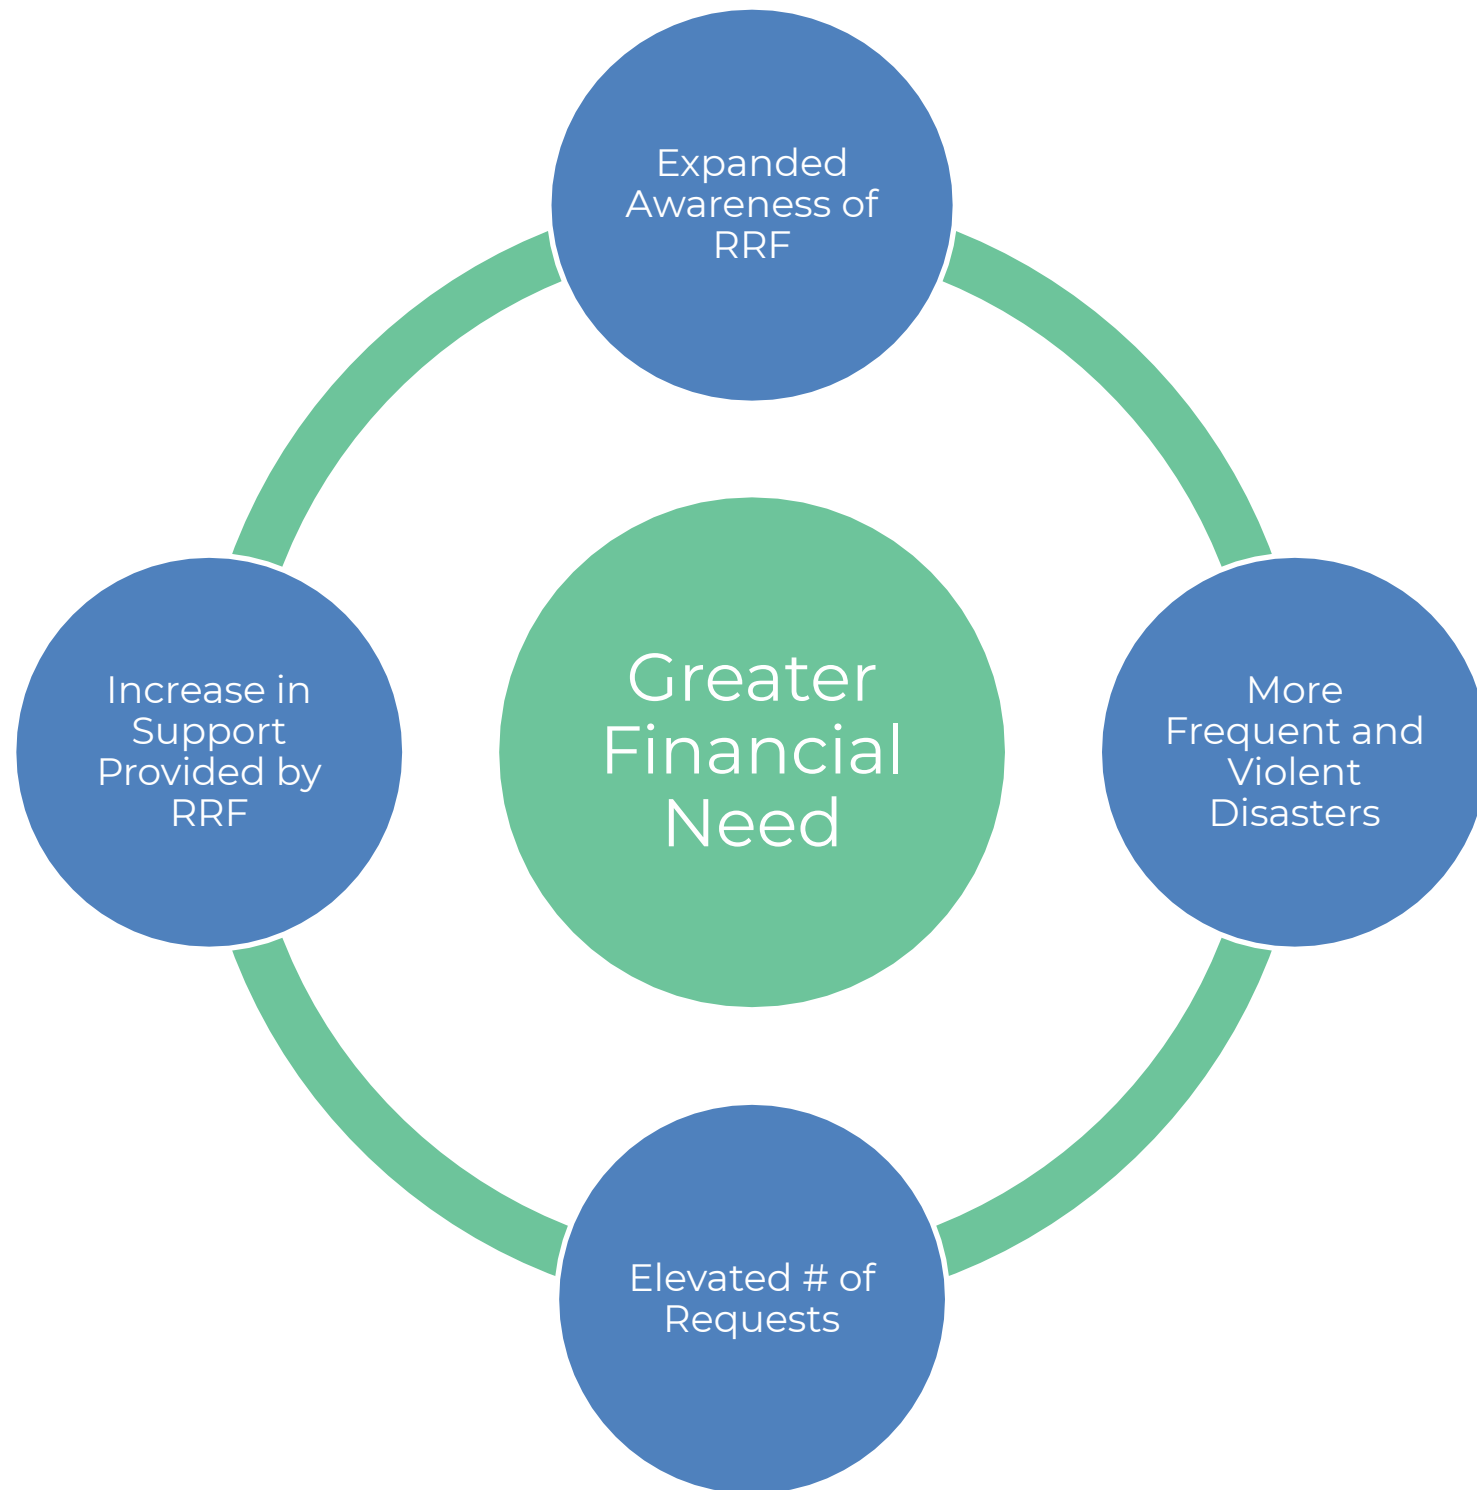 Expanded
Awareness of
RRF
Increase in
Support
Provided by
RRF
Greater
Financial
Need
More
Frequent and
Violent
Disasters
Elevated # of
Requests